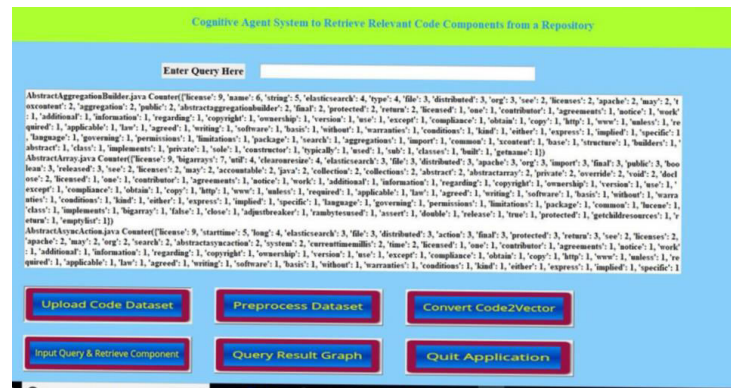 Cognitive Agent System to Retrieve Relevant Code Components from a Repository
Enter Query Here
AbstractAggregationBuilder.java Counter({'license': 9, 'name': 6, 'string': 5, 'elasticsearch': 4, 'type': 4, 'file': 3, 'distributed': 3, 'org': 3, 'see': 2, 'licenses': 2, 'apache': 2, 'may': 2, 't
oxcontent': 2, 'aggregation': 2, 'public': 2, 'abstractaggregationbuilder': 2, 'final': 2, 'protected': 2, 'return': 2, 'licensed': 1, 'one': 1, 'contributor': 1, 'agreements': 1, 'notice': 1, 'work'
: 1, 'additional': 1, 'information': 1, 'regarding': 1, 'copyright': 1, 'ownership': 1, 'version': 1, 'use': 1, 'except': 1, 'compliance': 1, 'obtain': 1, 'copy': 1, 'http': 1, 'www': 1, 'unless': 1, 're
quired': 1, 'applicable': 1, 'law': 1, 'agreed': 1, 'writing': 1, 'software': 1, 'basis': 1, 'without': 1, 'warranties': 1, 'conditions': 1, 'kind': 1, 'either': 1, 'express': 1, 'implied': 1, 'specific': 1
, 'language': 1, 'governing': 1, 'permissions': 1, 'limitations': 1, 'package': 1, 'search': 1, 'aggregations': 1, 'import': 1, 'common': 1, 'xcontent': 1, 'base': 1, 'structure': 1, 'builders': 1, '
abstract': 1, 'class': 1, 'implements': 1, 'private': 1, 'sole': 1, 'constructor': 1, 'typically': 1, 'used': 1, 'sub': 1, 'classes': 1, 'built': 1, 'getname': 1})
AbstractArray.java Counter({'license': 9, 'bigarrays': 7, 'util': 4, 'clearonresize': 4, 'elasticsearch': 3, 'file': 3, 'distributed': 3, 'apache': 3, 'org': 3, 'import': 3, 'final': 3, 'public': 3, 'boo
lean': 3, 'released': 3, 'see': 2, 'licenses': 2, 'may': 2, 'accountable': 2, 'java': 2, 'collection': 2, 'collections': 2, 'abstract': 2, 'abstractarray': 2, 'private': 2, 'override': 2, 'void': 2, 'docl
ose': 2, 'licensed': 1, 'one': 1, 'contributor': 1, 'agreements': 1, 'notice': 1, 'work': 1, 'additional': 1, 'information': 1, 'regarding': 1, 'copyright': 1, 'ownership': 1, 'version': 1, 'use': 1, '
except': 1, 'compliance': 1, 'obtain': 1, 'copy': 1, 'http': 1, 'www': 1, 'unless': 1, 'required': 1, 'applicable': 1, 'law': 1, 'agreed': 1, 'writing': 1, 'software': 1, 'basis': 1, 'without': 1, 'warra
nties': 1, 'conditions': 1, 'kind': 1, 'either': 1, 'express': 1, 'implied': 1, 'specific': 1, 'language': 1, 'governing': 1, 'permissions': 1, 'limitations': 1, 'package': 1, 'common': 1, 'lucene': 1,
'class': 1, 'implements': 1, 'bigarray': 1, 'false': 1, 'close': 1, 'adjustbreaker': 1, 'rambytesused': 1, 'assert': 1, 'double': 1, 'release': 1, 'true': 1, 'protected': 1, 'getchildresources': 1, 'r
eturn': 1, 'emptylist': 1})
AbstractAsyncAction.java Counter({'license': 9, 'starttime': 5, 'long': 4, 'elasticsearch': 3, 'file': 3, 'distributed': 3, 'action': 3, 'final': 3, 'protected': 3, 'return': 3, 'see': 2, 'licenses': 2,
'apache': 2, 'may': 2, 'org': 2, 'search': 2, 'abstractasyncaction': 2, 'system': 2, 'currenttimemillis': 2, 'time': 2, 'licensed': 1, 'one': 1, 'contributor': 1, 'agreements': 1, 'notice': 1, 'work'
: 1, 'additional': 1, 'information': 1, 'regarding': 1, 'copyright': 1, 'ownership': 1, 'version': 1, 'use': 1, 'except': 1, 'compliance': 1, 'obtain': 1, 'copy': 1, 'http': 1, 'www': 1, 'unless': 1, 're
quired': 1, 'applicable': 1, 'law': 1, 'agreed': 1, 'writing': 1, 'software': 1, 'basis': 1, 'without': 1, 'warranties': 1, 'conditions': 1, 'kind': 1, 'either': 1, 'express': 1, 'implied': 1, 'specific': 1
Upload Code Dataset
Preprocess Dataset
Convert Code2Vector
Input Query & Retrieve Component
Query Result Graph
Quit Application